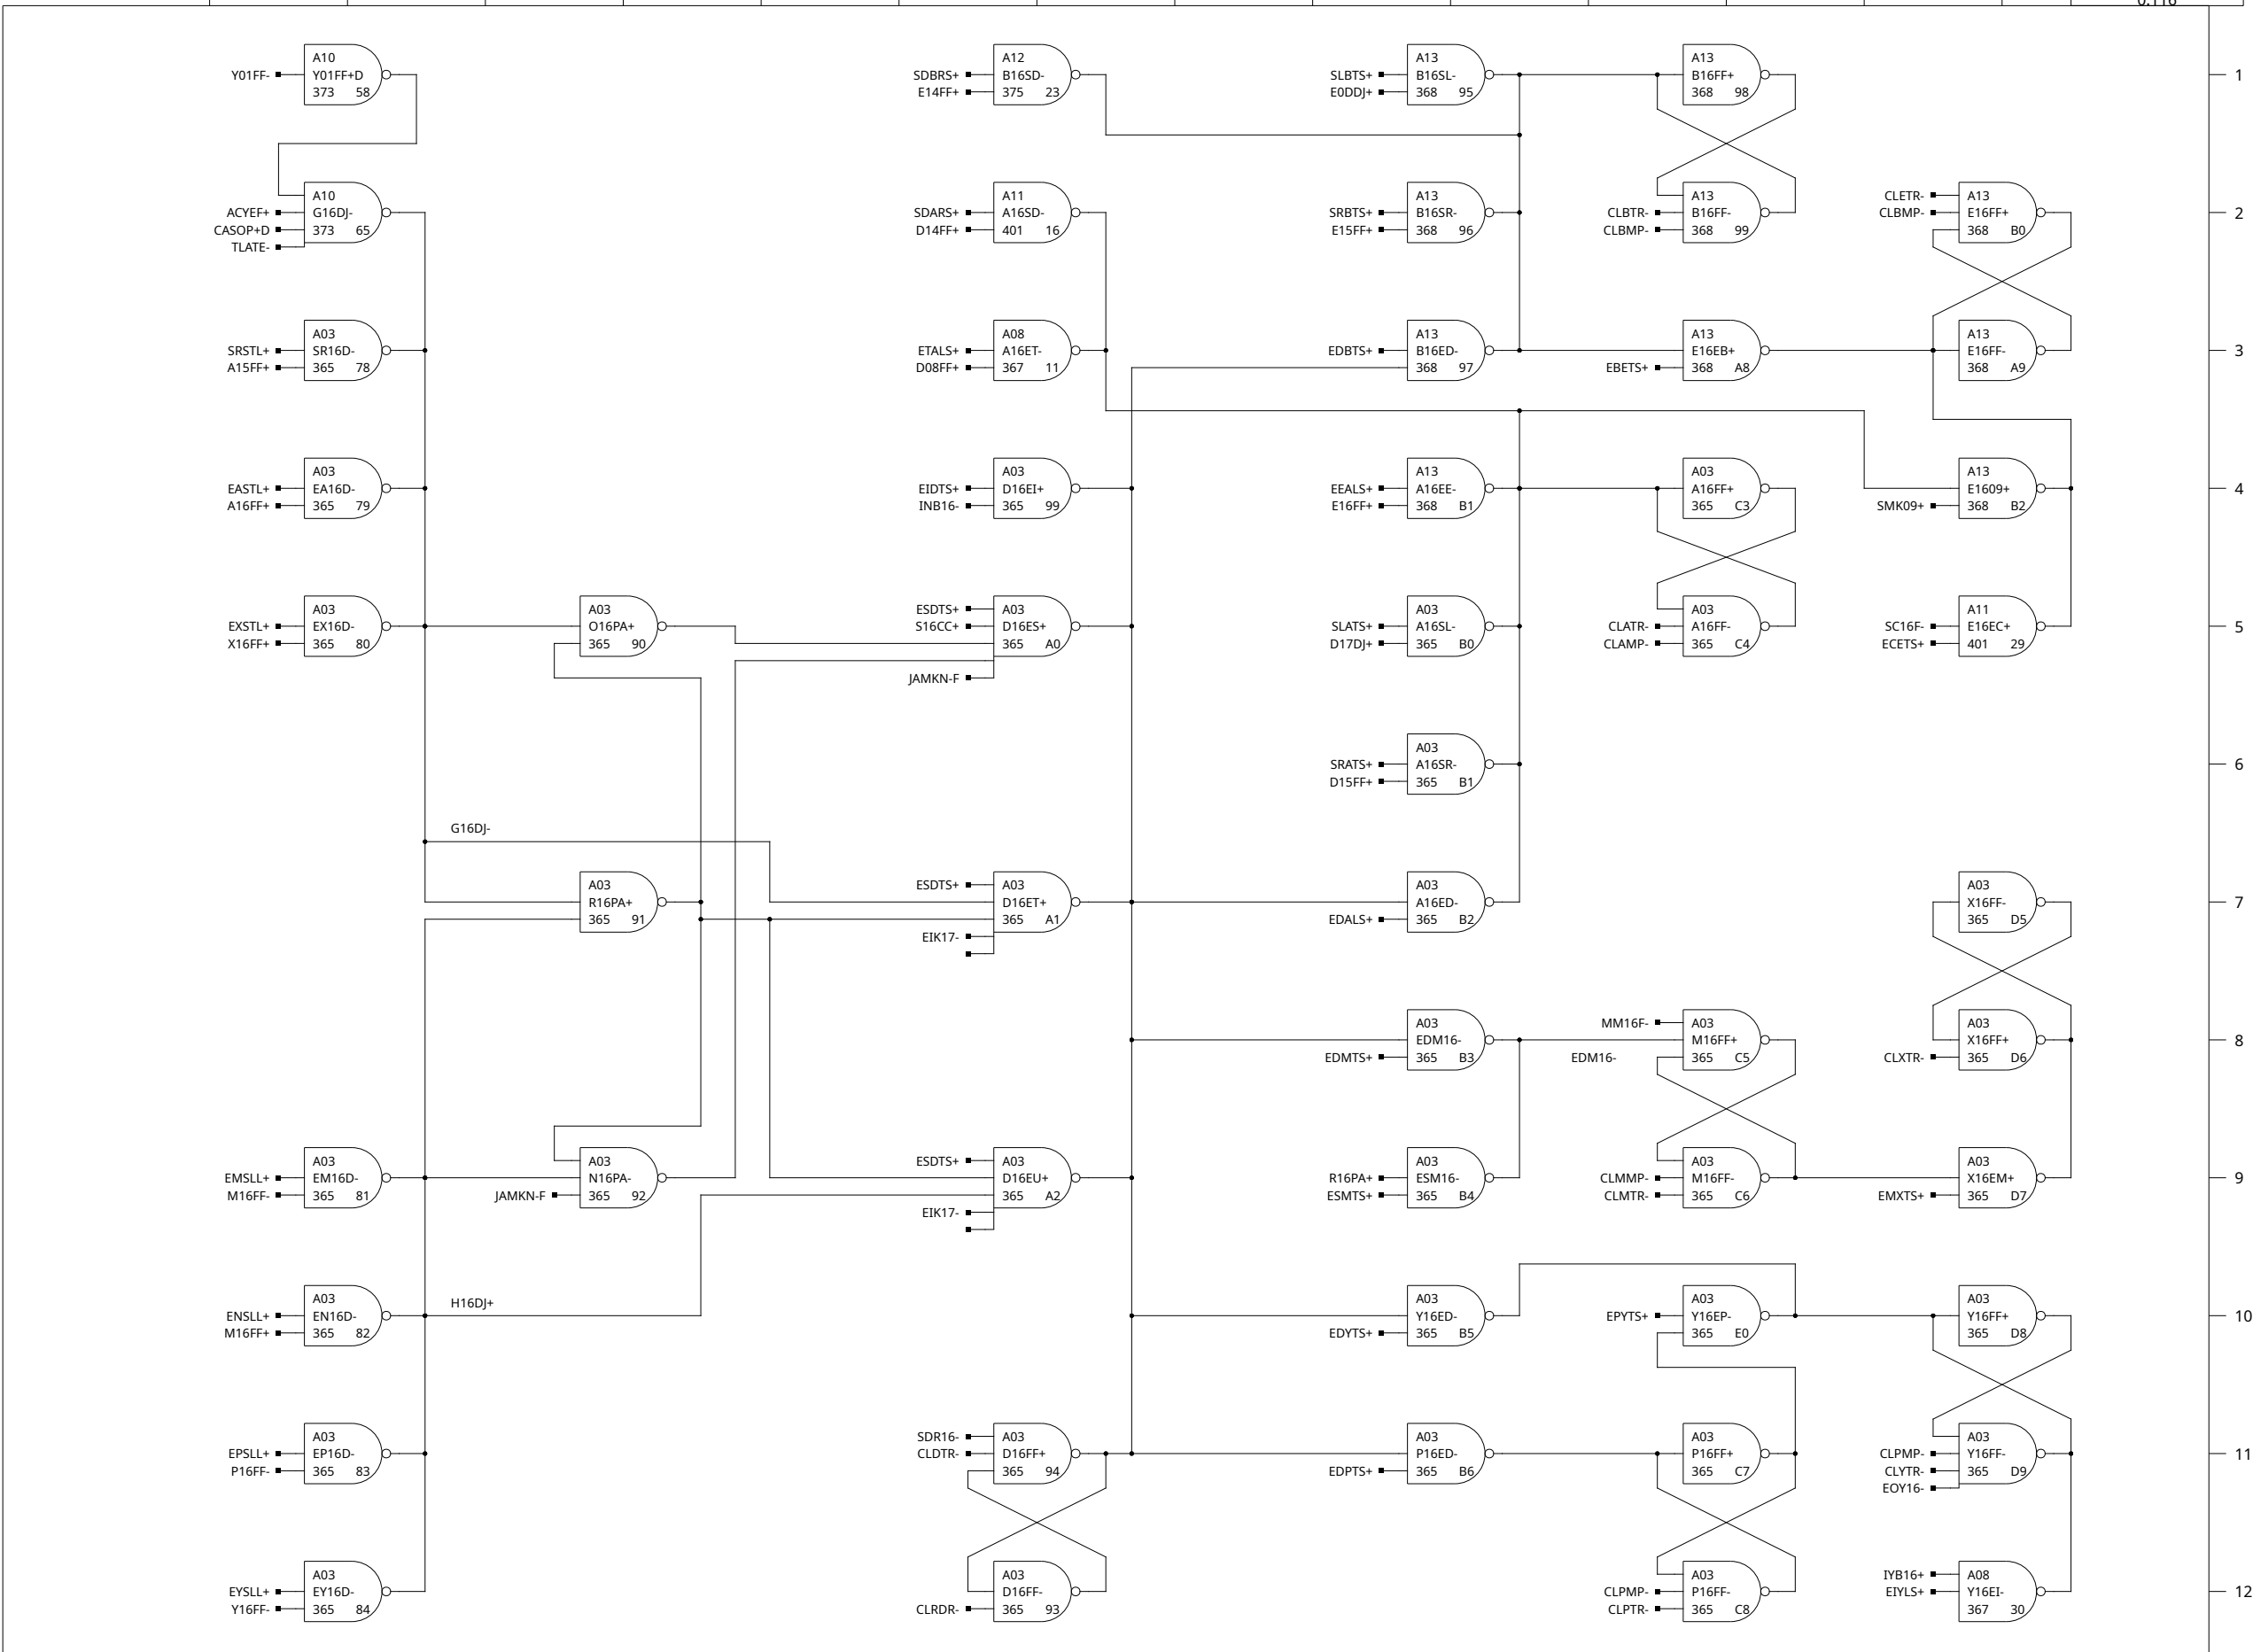 0.116
A10
Y01FF- Y01FF+D
373 58
A12
SDBRS+ B16SD-
E14FF+ 375 23
A13
SLBTS+ B16SL-
E0DDJ+ 368 95
A13
B16FF+
368 98
1
A10
ACYEF+ G16DJ-
CASOP+D 373 65
TLATE-
A11
SDARS+ A16SD-
D14FF+ 401 16
A13
SRBTS+ B16SR-
E15FF+ 368 96
A13
CLBTR- B16FF-
CLBMP- 368 99
CLETR- A13
CLBMP- E16FF+
368 B0
2
A03
SRSTL+ SR16D-
A15FF+ 365 78
A08
ETALS+ A16ET-
D08FF+ 367 11
A13
EDBTS+ B16ED-
368 97
A13
E16EB+
EBETS+ 368 A8
A13
E16FF-
368 A9
3
A03
EASTL+ EA16D-
A16FF+ 365 79
A03
EIDTS+ D16EI+
INB16- 365 99
A13
EEALS+ A16EE-
E16FF+ 368 B1
A03
A16FF+
365 C3
A13
E1609+
SMK09+ 368 B2
4
A03
EXSTL+ EX16D-
X16FF+ 365 80
A03
O16PA+
365 90
ESDTS+ A03
S16CC+ D16ES+
365 A0
JAMKN-F
A03
SLATS+ A16SL-
D17DJ+ 365 B0
A03
CLATR- A16FF-
CLAMP- 365 C4
A11
SC16F- E16EC+
ECETS+ 401 29
5
A03
SRATS+ A16SR-
D15FF+ 365 B1
6
G16DJ-
A03
R16PA+
365 91
ESDTS+ A03
D16ET+
365 A1
EIK17-
A03
A16ED-
EDALS+ 365 B2
A03
X16FF-
365 D5
7
A03
EDM16-
EDMTS+ 365 B3
EDM16-
MM16F- A03
M16FF+
365 C5
A03
X16FF+
CLXTR- 365 D6
8
A03
EMSLL+ EM16D-
M16FF- 365 81
A03
N16PA-
JAMKN-F 365 92
ESDTS+ A03
D16EU+
365 A2
EIK17-
A03
R16PA+ ESM16-
ESMTS+ 365 B4
A03
CLMMP- M16FF-
CLMTR- 365 C6
A03
X16EM+
EMXTS+ 365 D7
9
A03
ENSLL+ EN16D-
M16FF+ 365 82
H16DJ+
A03
Y16ED-
EDYTS+ 365 B5
A03
EPYTS+ Y16EP-
365 E0
A03
Y16FF+
365 D8
10
A03
EPSLL+ EP16D-
P16FF- 365 83
SDR16- A03
CLDTR- D16FF+
365 94
A03
P16ED-
EDPTS+ 365 B6
A03
P16FF+
365 C7
A03
CLPMP- Y16FF-
CLYTR- 365 D9
EOY16-
11
A03
EYSLL+ EY16D-
Y16FF- 365 84
A03
D16FF-
CLRDR- 365 93
A03
CLPMP- P16FF-
CLPTR- 365 C8
IYB16+ A08
EIYLS+ Y16EI-
367 30
12